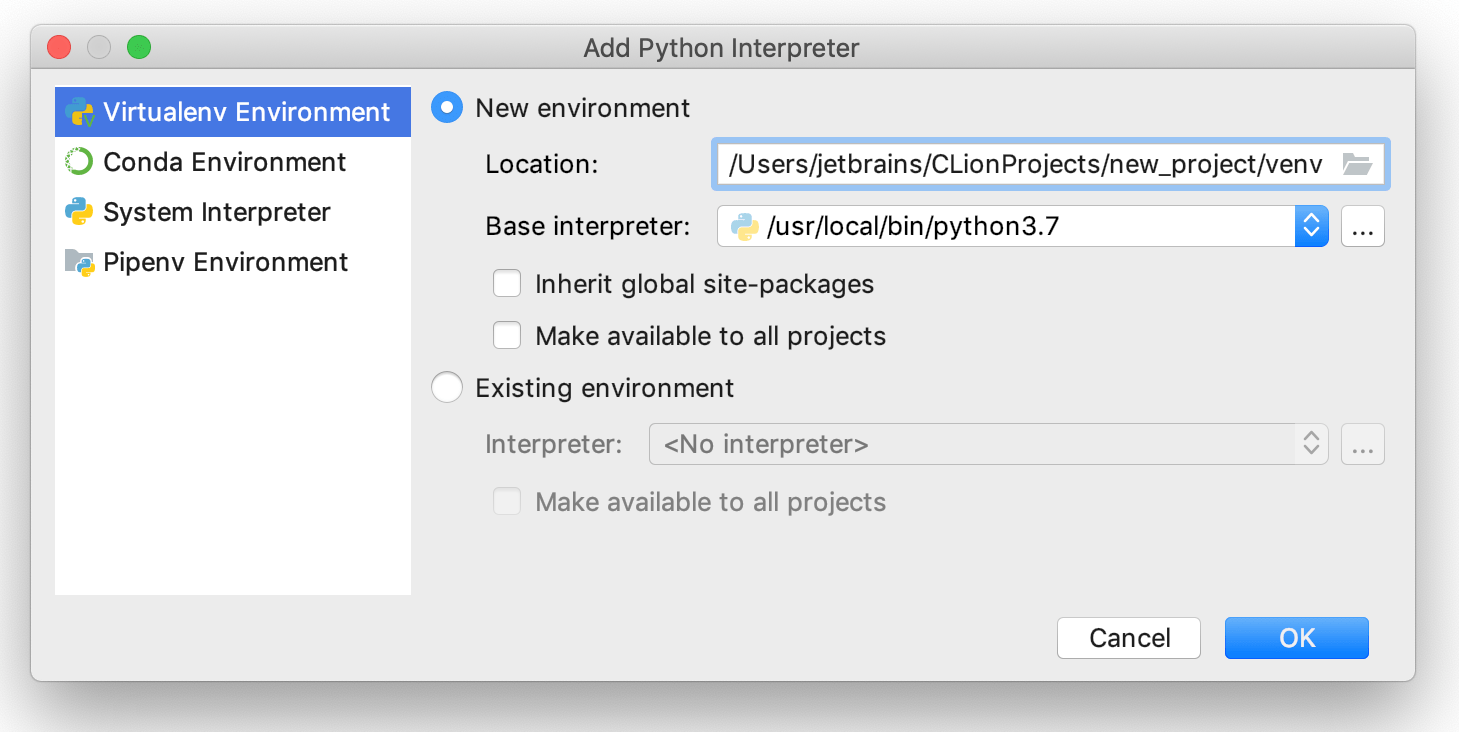 Add Python Interpreter
Virtualenv Environment
Conda Environment
System Interpreter
Pipenv Environment
New environment
Location: /Users/jetbrains/CLionProjects/new_project/venv
Base interpreter: /usr/local/bin/python3.7 ...
Inherit global site-packages
Make available to all projects
Existing environment
Interpreter: <No interpreter> ...
Make available to all projects
Cancel OK